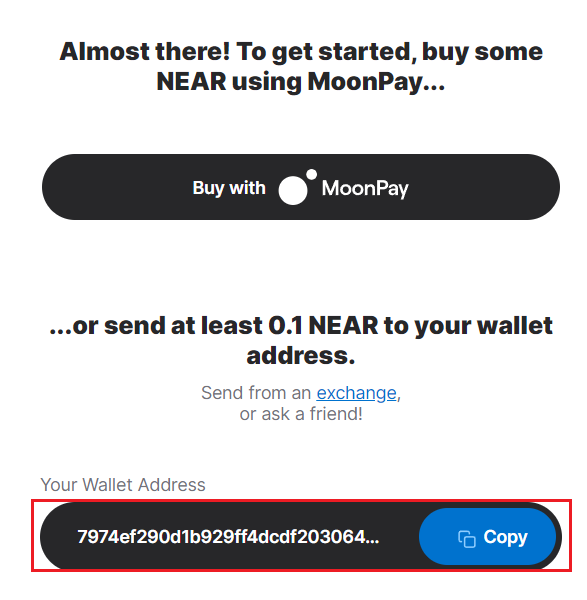 Almost there! To get started, buy some
NEAR using MoonPay...
Buy with MoonPay
...or send at least 0.1 NEAR to your wallet
address.
Send from an exchange,
or ask a friend!
Your Wallet Address
7974ef290d1b929ff4dcdf203064... Copy